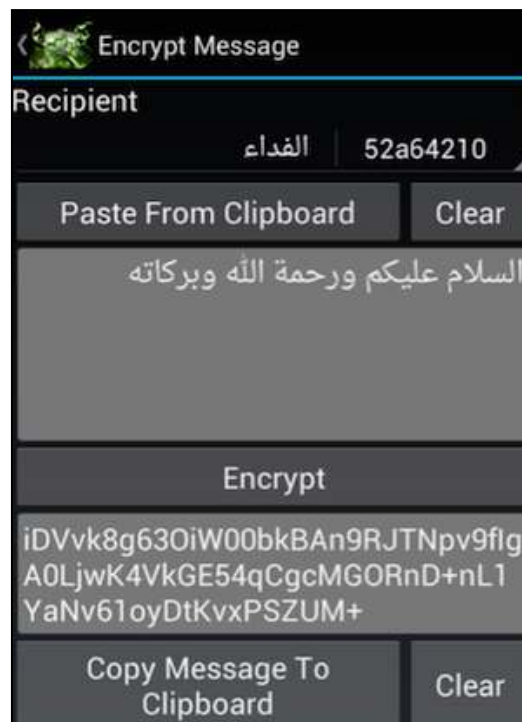 Encrypt Message
Recipient
الفداء 52a64210
Paste From Clipboard Clear
السلام عليكم ورحمة الله وبركاته
Encrypt
iDVvk8g63OiW00bkBAn9RJTNpv9flg
A0LjwK4VkGE54qCgcMGORnD+nL1
YaNv61oyDtKvxPSZUM+
Copy Message To
Clipboard
Clear